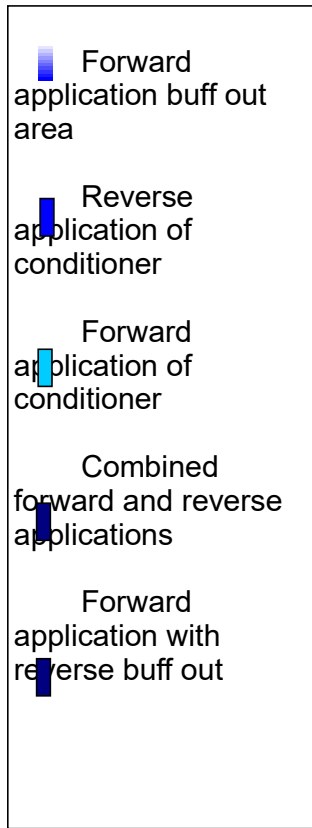 Forward
application buff out
area
Reverse
application of
conditioner
Forward
application of
conditioner
Combined
forward and reverse
applications
Forward
application with
reverse buff out